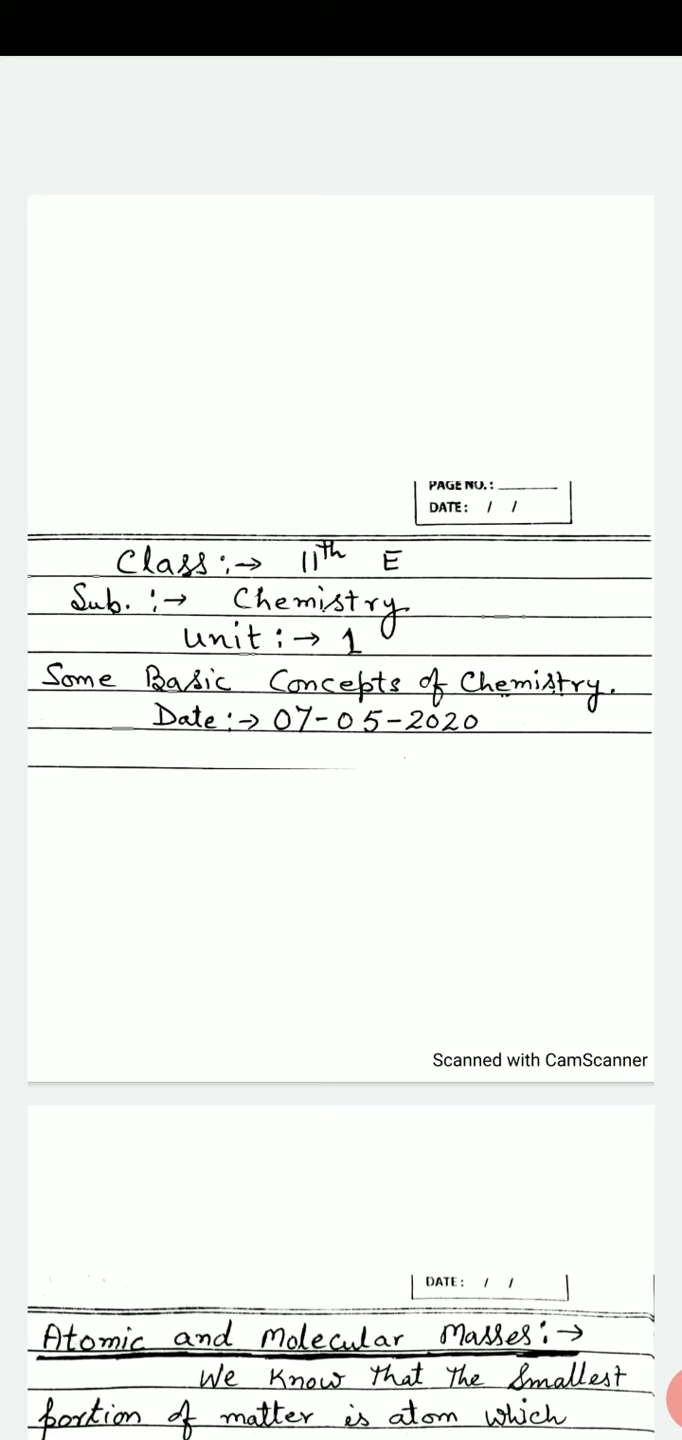 PAGE NO.:
DATE: / /
Class :→ 11th E
Sub. :→ Chemistry
Unit :→ 1
Some Basic Concepts of Chemistry.
Date :→ 07-05-2020
Scanned with CamScanner
DATE: / /
Atomic and Molecular Masses :→
We Know that the Smallest
portion of matter is atom which